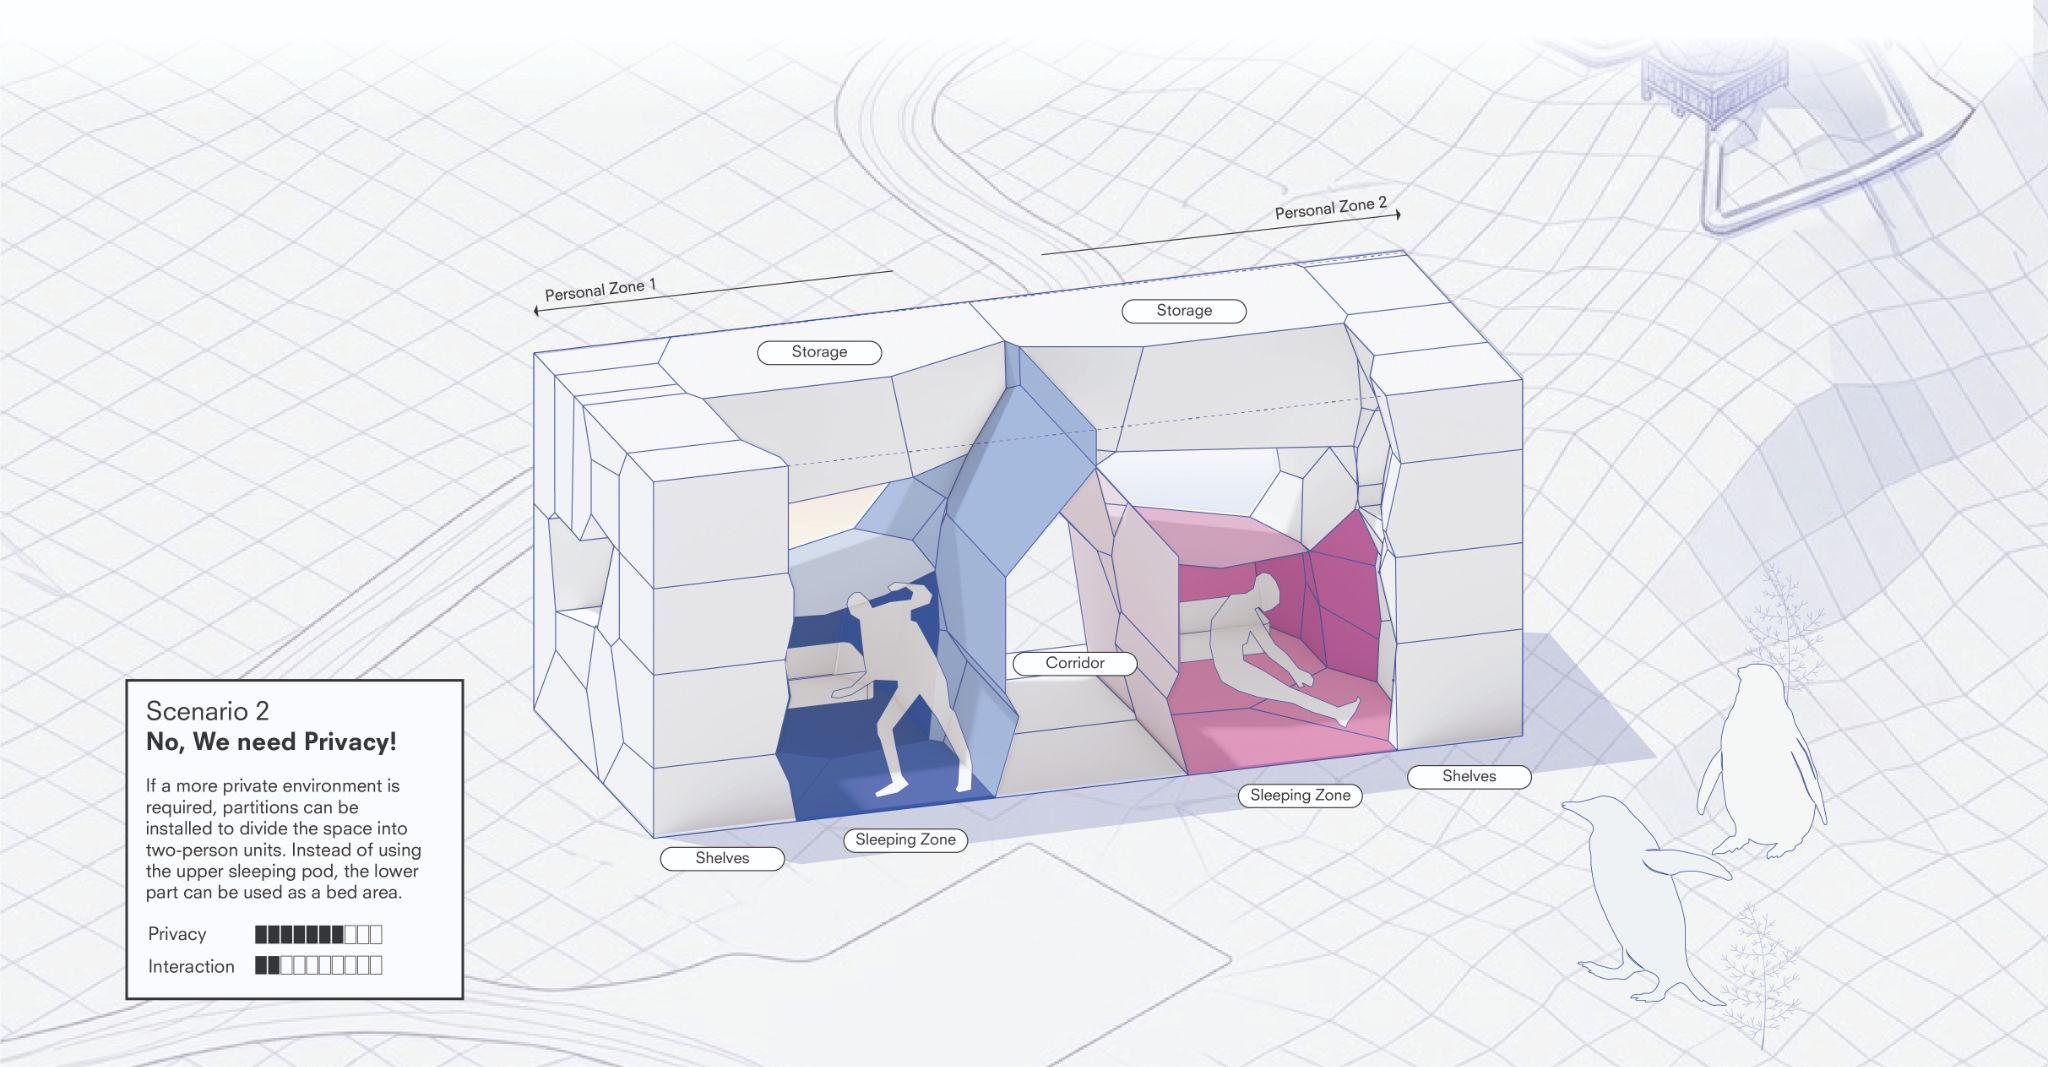 Personal Zone 2
Personal Zone 1
Storage
Storage
Corridor
Shelves
Sleeping Zone
Sleeping Zone
Shelves
Scenario 2
No, We need Privacy!
If a more private environment is
required, partitions can be
installed to divide the space into
two-person units. Instead of using
the upper sleeping pod, the lower
part can be used as a bed area.
Privacy
Interaction